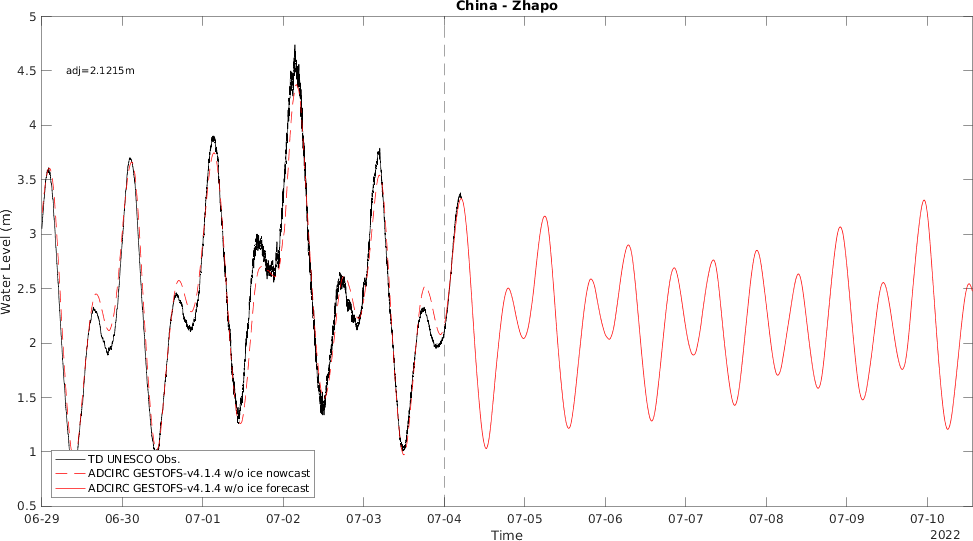 China - Zhapo
adj=2.1215m
Water Level (m)
5
4.5
4
3.5
3
2.5
2
1.5
1
0.5
TD UNESCO Obs.
ADCIRC GESTOFS-v4.1.4 w/o ice nowcast
ADCIRC GESTOFS-v4.1.4 w/o ice forecast
06-29 06-30 07-01 07-02 07-03 07-04 07-05 07-06 07-07 07-08 07-09 07-10
Time
2022